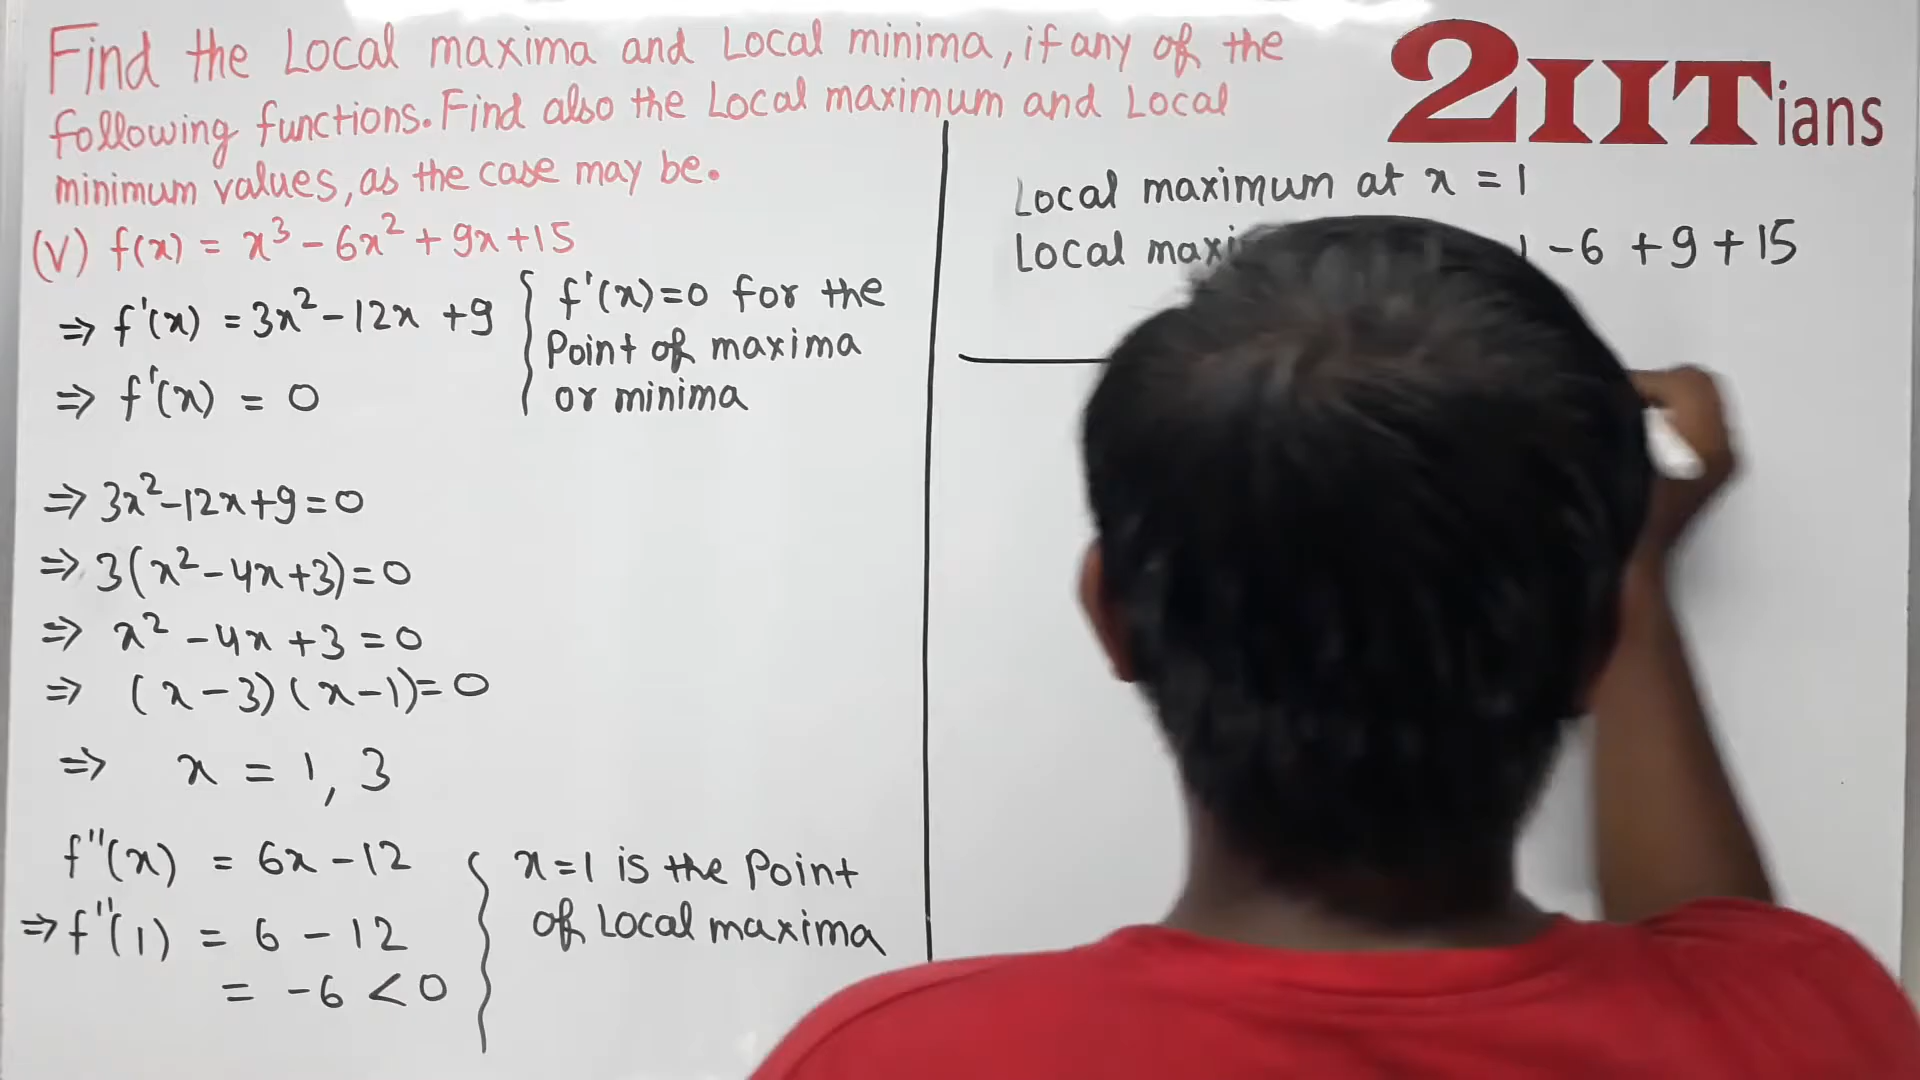 Find the Local maxima and Local minima, if any of the
following functions. Find also the Local maximum and Local
minimum values, as the case may be.
(V) f(x) = x³ - 6x² + 9x + 15
⇒ f'(x) = 3x² - 12x + 9
⇒ f'(x) = 0
f'(x) = 0 for the
Point of maxima
or minima
⇒ 3x² - 12x + 9 = 0
⇒ 3(x² - 4x + 3) = 0
⇒ x² - 4x + 3 = 0
⇒ (x - 3)(x - 1) = 0
⇒ x = 1, 3
f''(x) = 6x - 12
⇒ f''(1) = 6 - 12
= -6 < 0
x = 1 is the Point
of Local maxima
2IITians
Local maximum at x = 1
Local 1 - 6 + 9 + 15